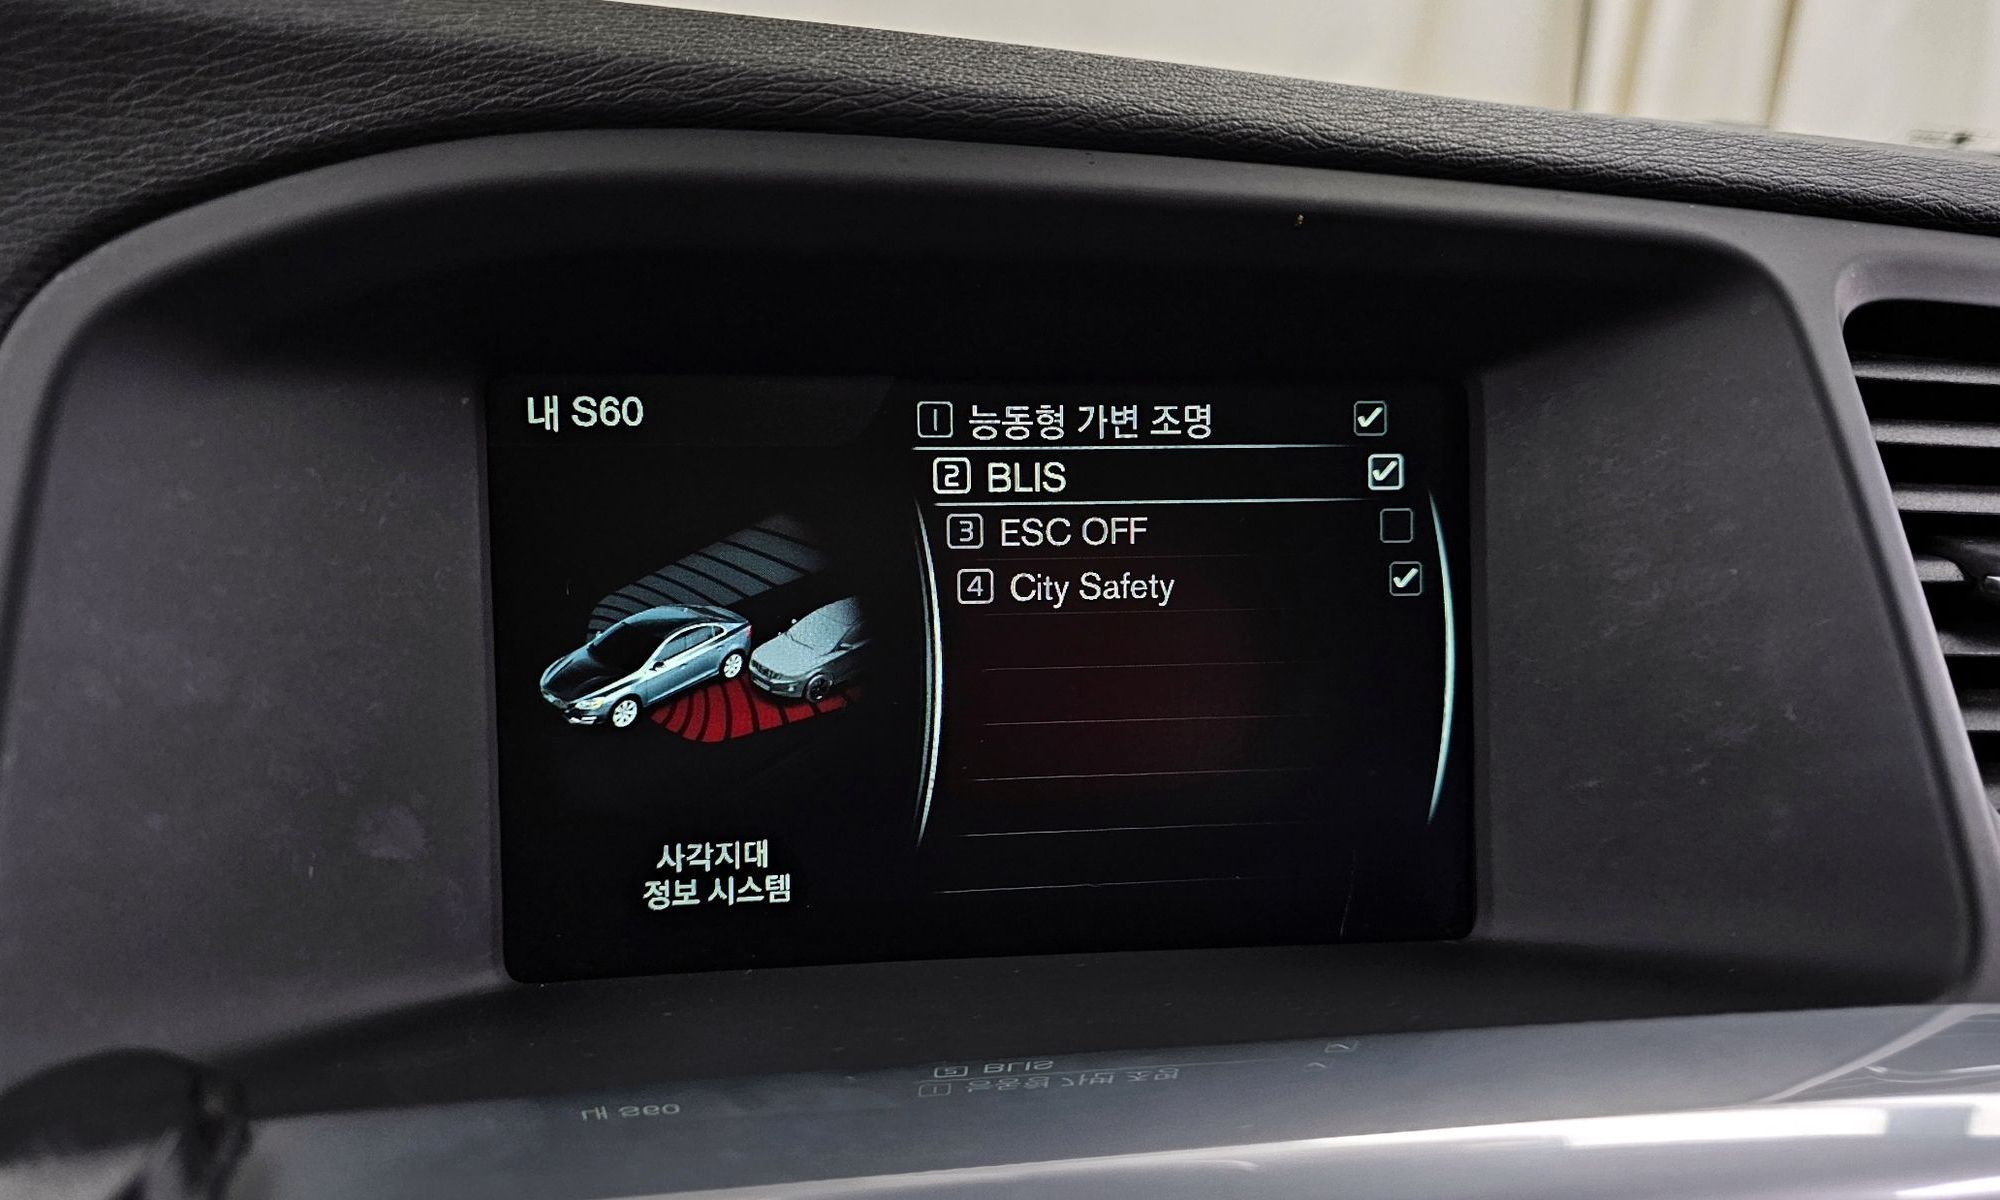 내 S60
1 능동형 가변 조명
2 BLIS
3 ESC OFF
4 City Safety
사각지대
정보 시스템